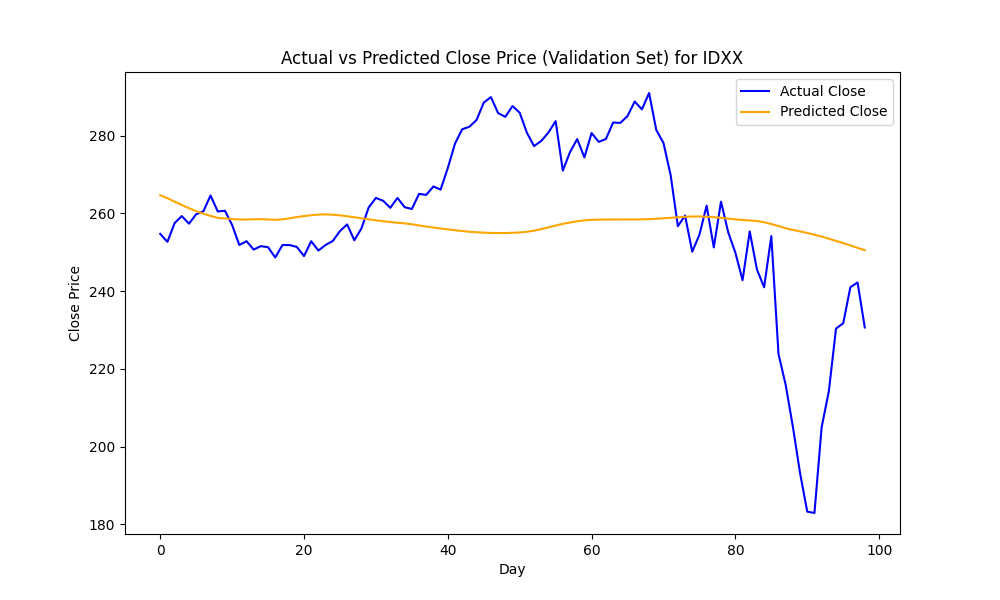 Actual vs Predicted Close Price (Validation Set) for IDXX
Actual Close
Predicted Close
Close Price
280
260
240
220
200
180
0 20 40 60 80 100
Day